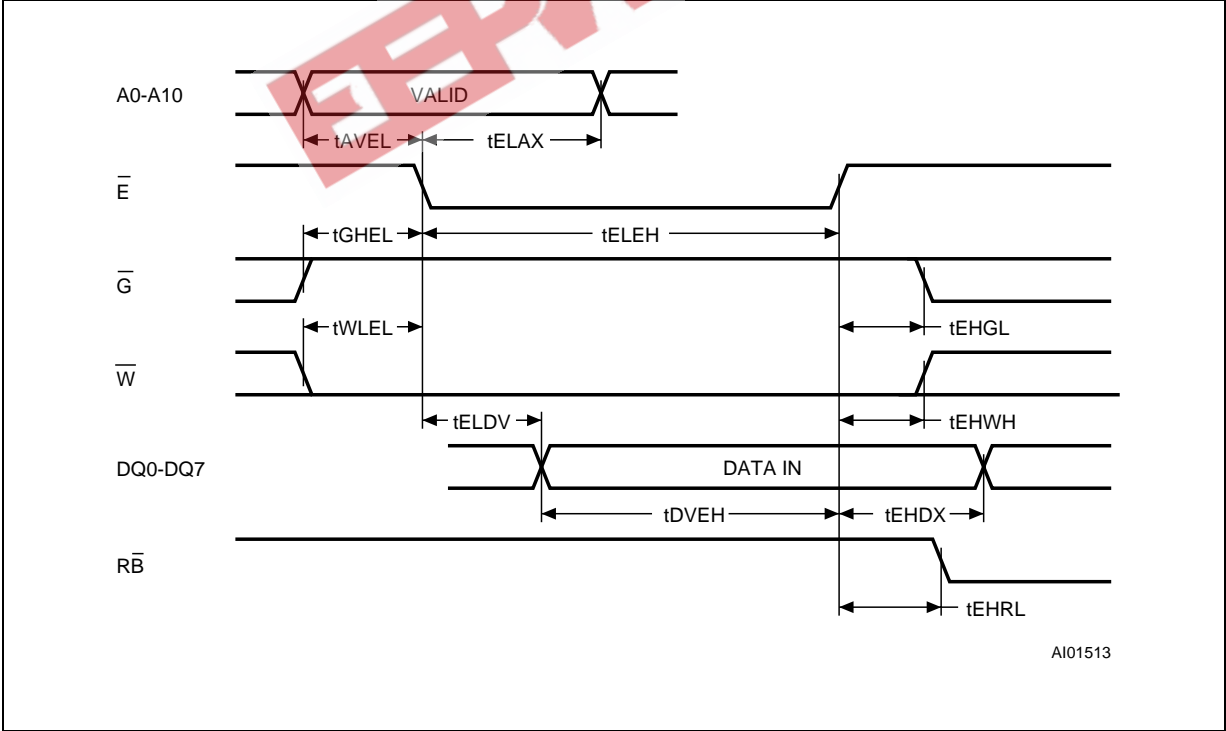 A0-A10
VALID
tAVEL
tELAX
E̅
tGHEL
tELEH
G̅
tWLEL
tEHGL
W̅
tELDV
tEHWH
DQ0-DQ7
DATA IN
tDVEH
tEHDX
RB̅
tEHRL
AI01513